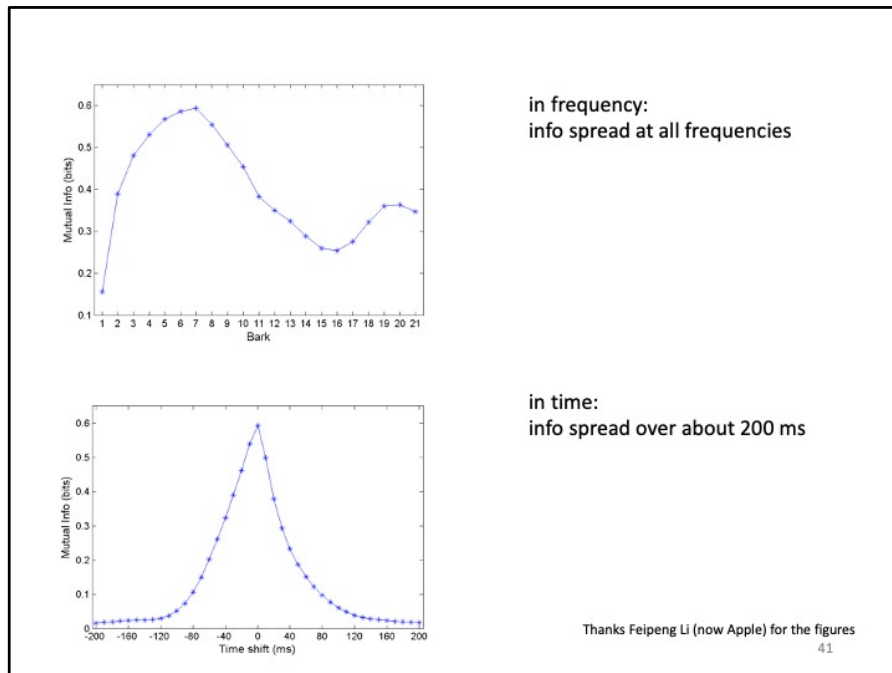 in frequency:
info spread at all frequencies
Mutual Info (bits)
0.6
0.5
0.4
0.3
0.2
0.1
1 2 3 4 5 6 7 8 9 10 11 12 13 14 15 16 17 18 19 20 21
Bark
in time:
info spread over about 200 ms
Mutual Info (bits)
0.6
0.5
0.4
0.3
0.2
0.1
0
-200 -160 -120 -80 -40 0 40 80 120 160 200
Time shift (ms)
Thanks Feipeng Li (now Apple) for the figures
41